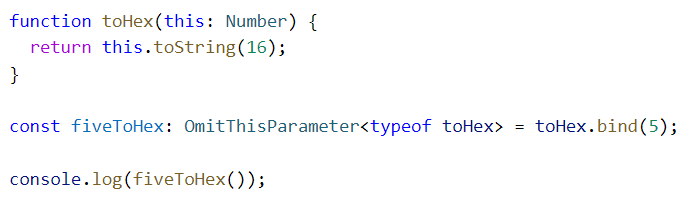 function toHex(this: Number) {
  return this.toString(16);
}
const fiveToHex: OmitThisParameter<typeof toHex> = toHex.bind(5);
console.log(fiveToHex());